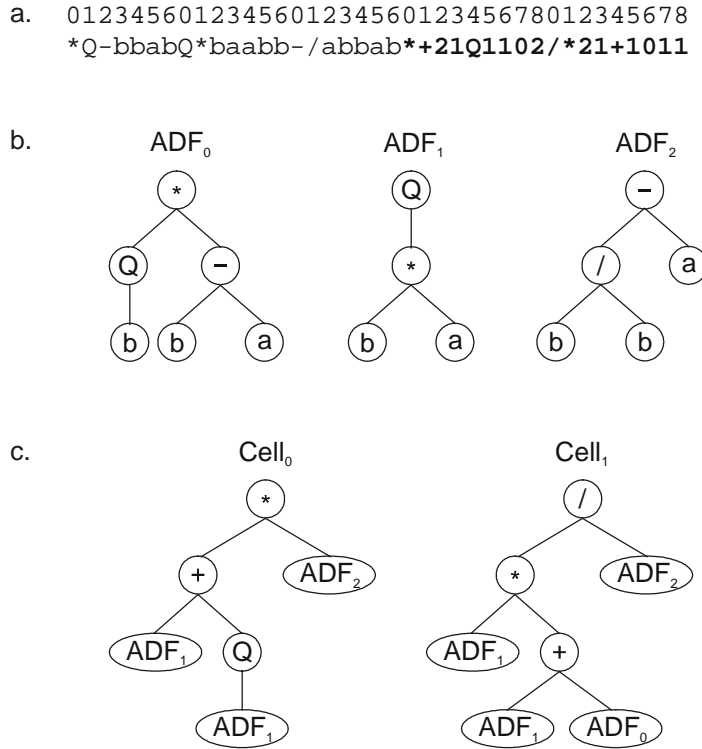 a. 012345601234560123456012345678012345678
*Q-bbabQ*baabb-/abbab*+21Q1102/*21+1011
b. ADF₀ ADF₁ ADF₂
* Q −
Q − * / a
b b a b a b b
c. Cell₀ Cell₁
* /
+ ADF₂ * ADF₂
ADF₁ Q ADF₁ +
ADF₁ ADF₁ ADF₀